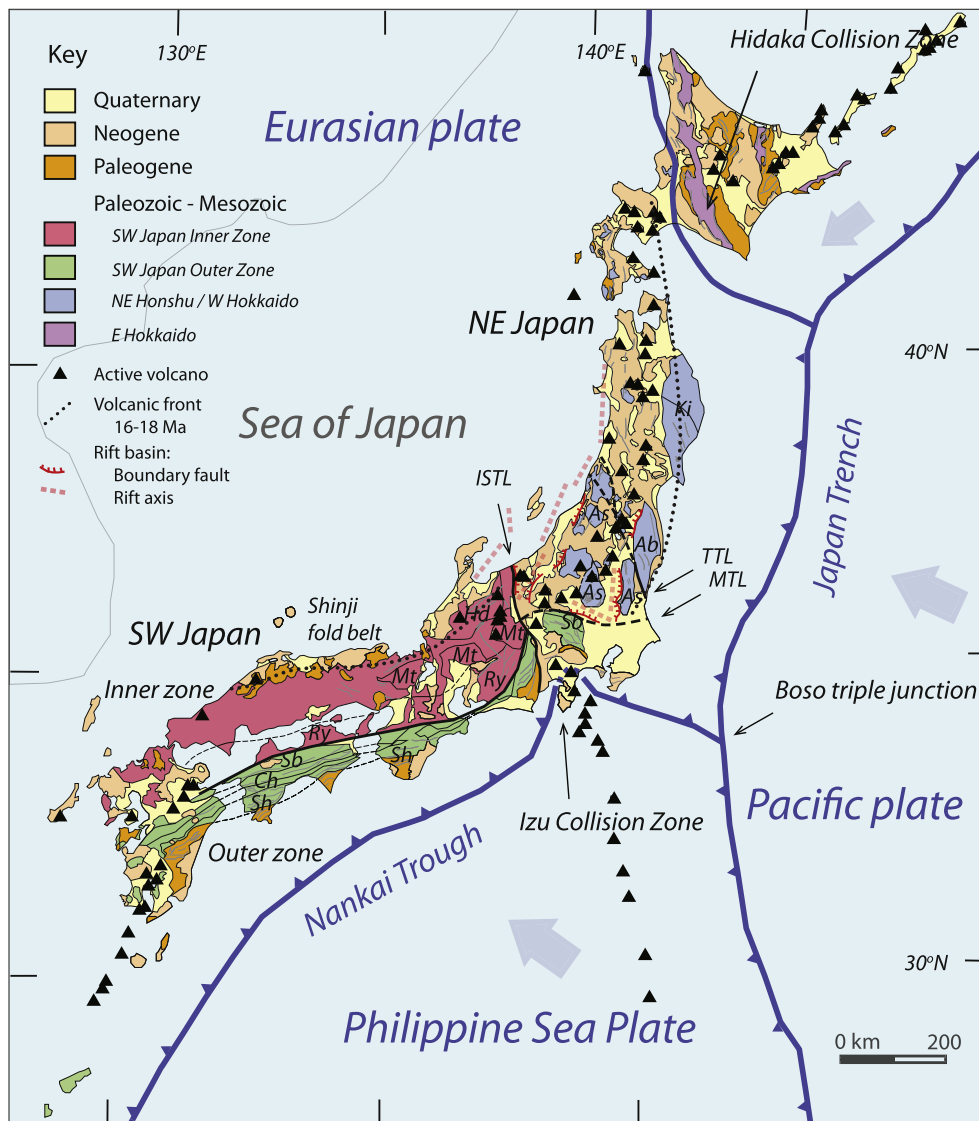 130°E
140°E
Hidaka Collision Zone
Key
Quaternary
Neogene
Paleogene
Paleozoic - Mesozoic
SW Japan Inner Zone
SW Japan Outer Zone
NE Honshu / W Hokkaido
E Hokkaido
Active volcano
Volcanic front
16-18 Ma
Rift basin:
Boundary fault
Rift axis
Eurasian plate
NE Japan
40°N
Sea of Japan
Ki
Japan Trench
ISTL
As
Ab
TTL
MTL
As
As
Shinji
fold belt
SW Japan
Hd
Mt
Sb
Mt
Mt
Ry
Inner zone
Boso triple junction
Ry
Sb
Sh
Ch
Sh
Pacific plate
Izu Collision Zone
Outer zone
Nankai Trough
30°N
Philippine Sea Plate
0 km 200